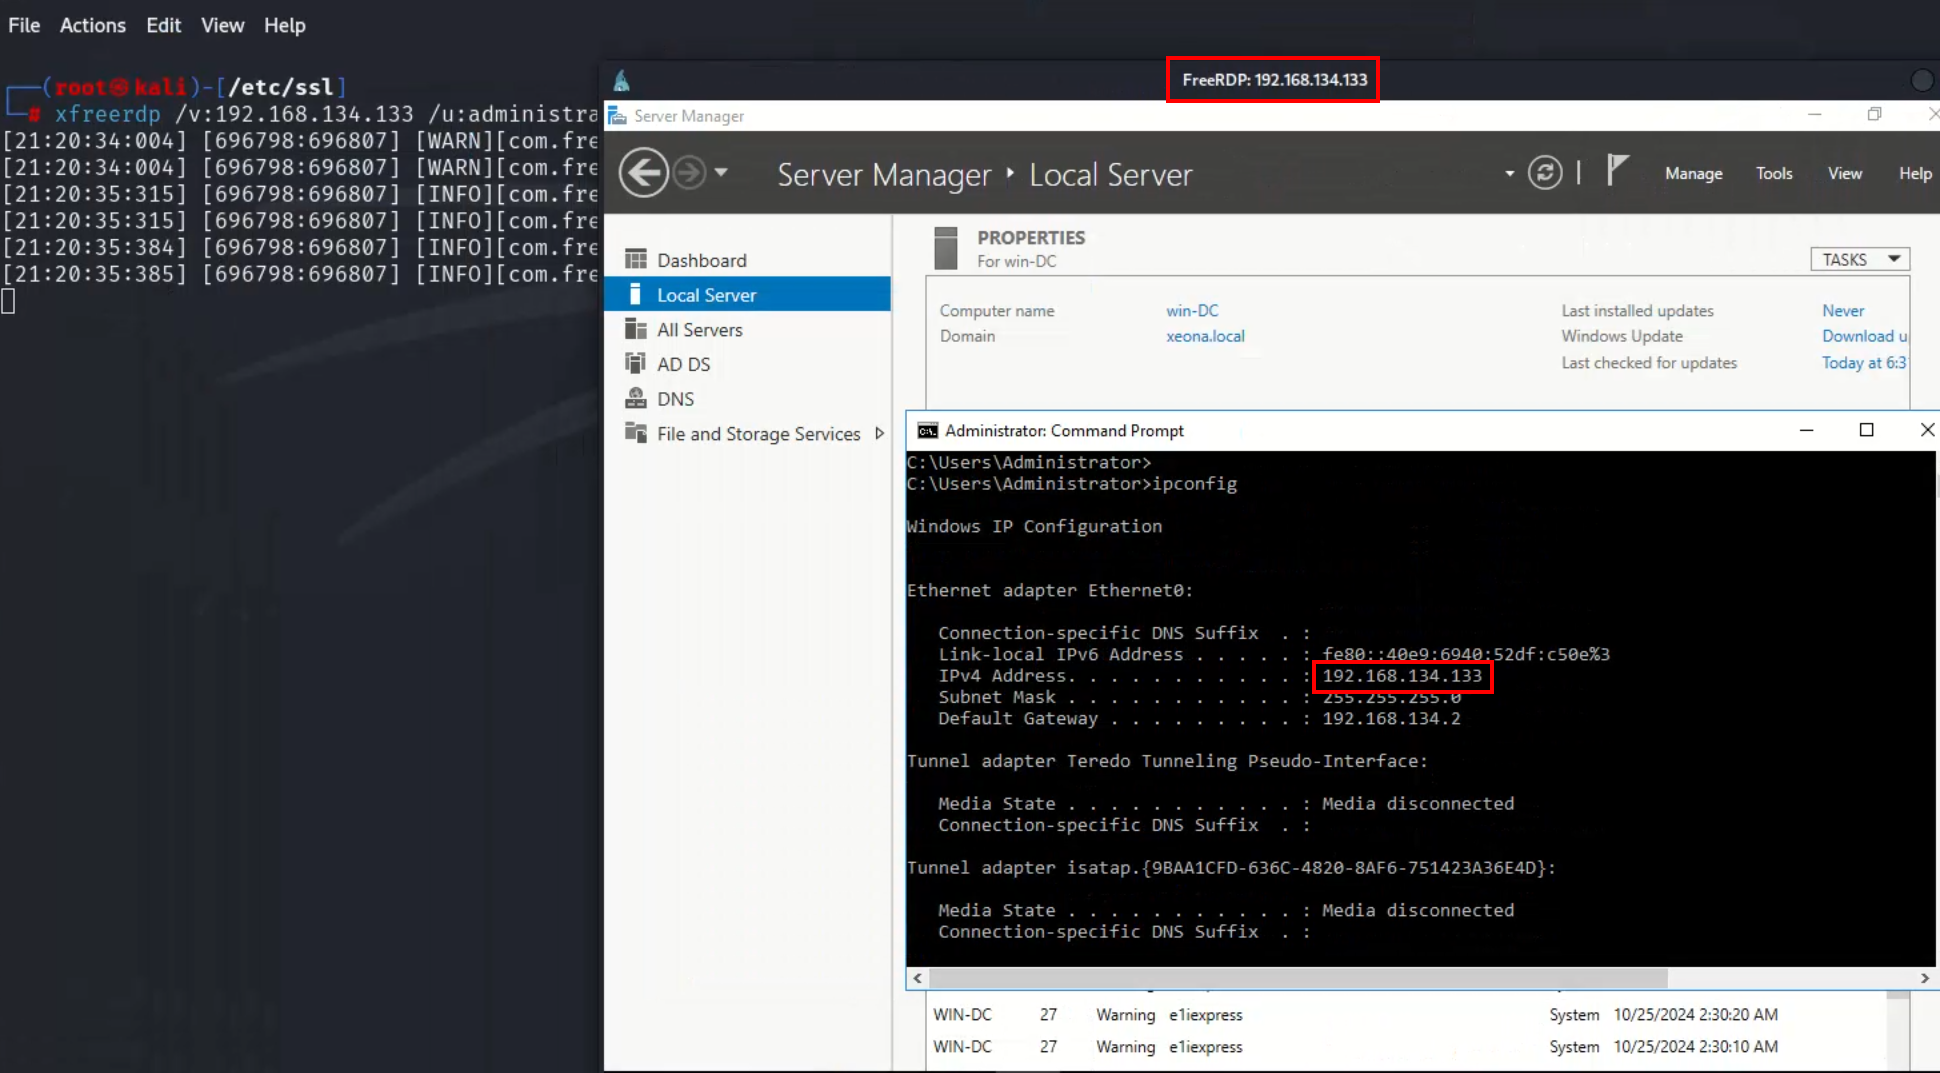 File Actions Edit View Help
┌──(root㉿kali)-[/etc/ssl]
└─# xfreerdp /v:192.168.134.133 /u:administra
[21:20:34:004] [696798:696807] [WARN][com.fre
[21:20:34:004] [696798:696807] [WARN][com.fre
[21:20:35:315] [696798:696807] [INFO][com.fre
[21:20:35:315] [696798:696807] [INFO][com.fre
[21:20:35:384] [696798:696807] [INFO][com.fre
[21:20:35:385] [696798:696807] [INFO][com.fre
FreeRDP: 192.168.134.133
Server Manager
Server Manager ‣ Local Server
Manage Tools View Help
Dashboard
Local Server
All Servers
AD DS
DNS
File and Storage Services
PROPERTIES
For win-DC
TASKS
Computer name win-DC
Domain xeona.local
Last installed updates Never
Windows Update Download u
Last checked for updates Today at 6:3
Administrator: Command Prompt
C:\Users\Administrator>
C:\Users\Administrator>ipconfig
Windows IP Configuration
Ethernet adapter Ethernet0:
Connection-specific DNS Suffix . :
Link-local IPv6 Address . . . . . : fe80::40e9:6940:52df:c50e%3
IPv4 Address. . . . . . . . . . . : 192.168.134.133
Subnet Mask . . . . . . . . . . . : 255.255.255.0
Default Gateway . . . . . . . . . : 192.168.134.2
Tunnel adapter Teredo Tunneling Pseudo-Interface:
Media State . . . . . . . . . . . : Media disconnected
Connection-specific DNS Suffix . :
Tunnel adapter isatap.{9BAA1CFD-636C-4820-8AF6-751423A36E4D}:
Media State . . . . . . . . . . . : Media disconnected
Connection-specific DNS Suffix . :
WIN-DC 27 Warning e1iexpress System 10/25/2024 2:30:20 AM
WIN-DC 27 Warning e1iexpress System 10/25/2024 2:30:10 AM